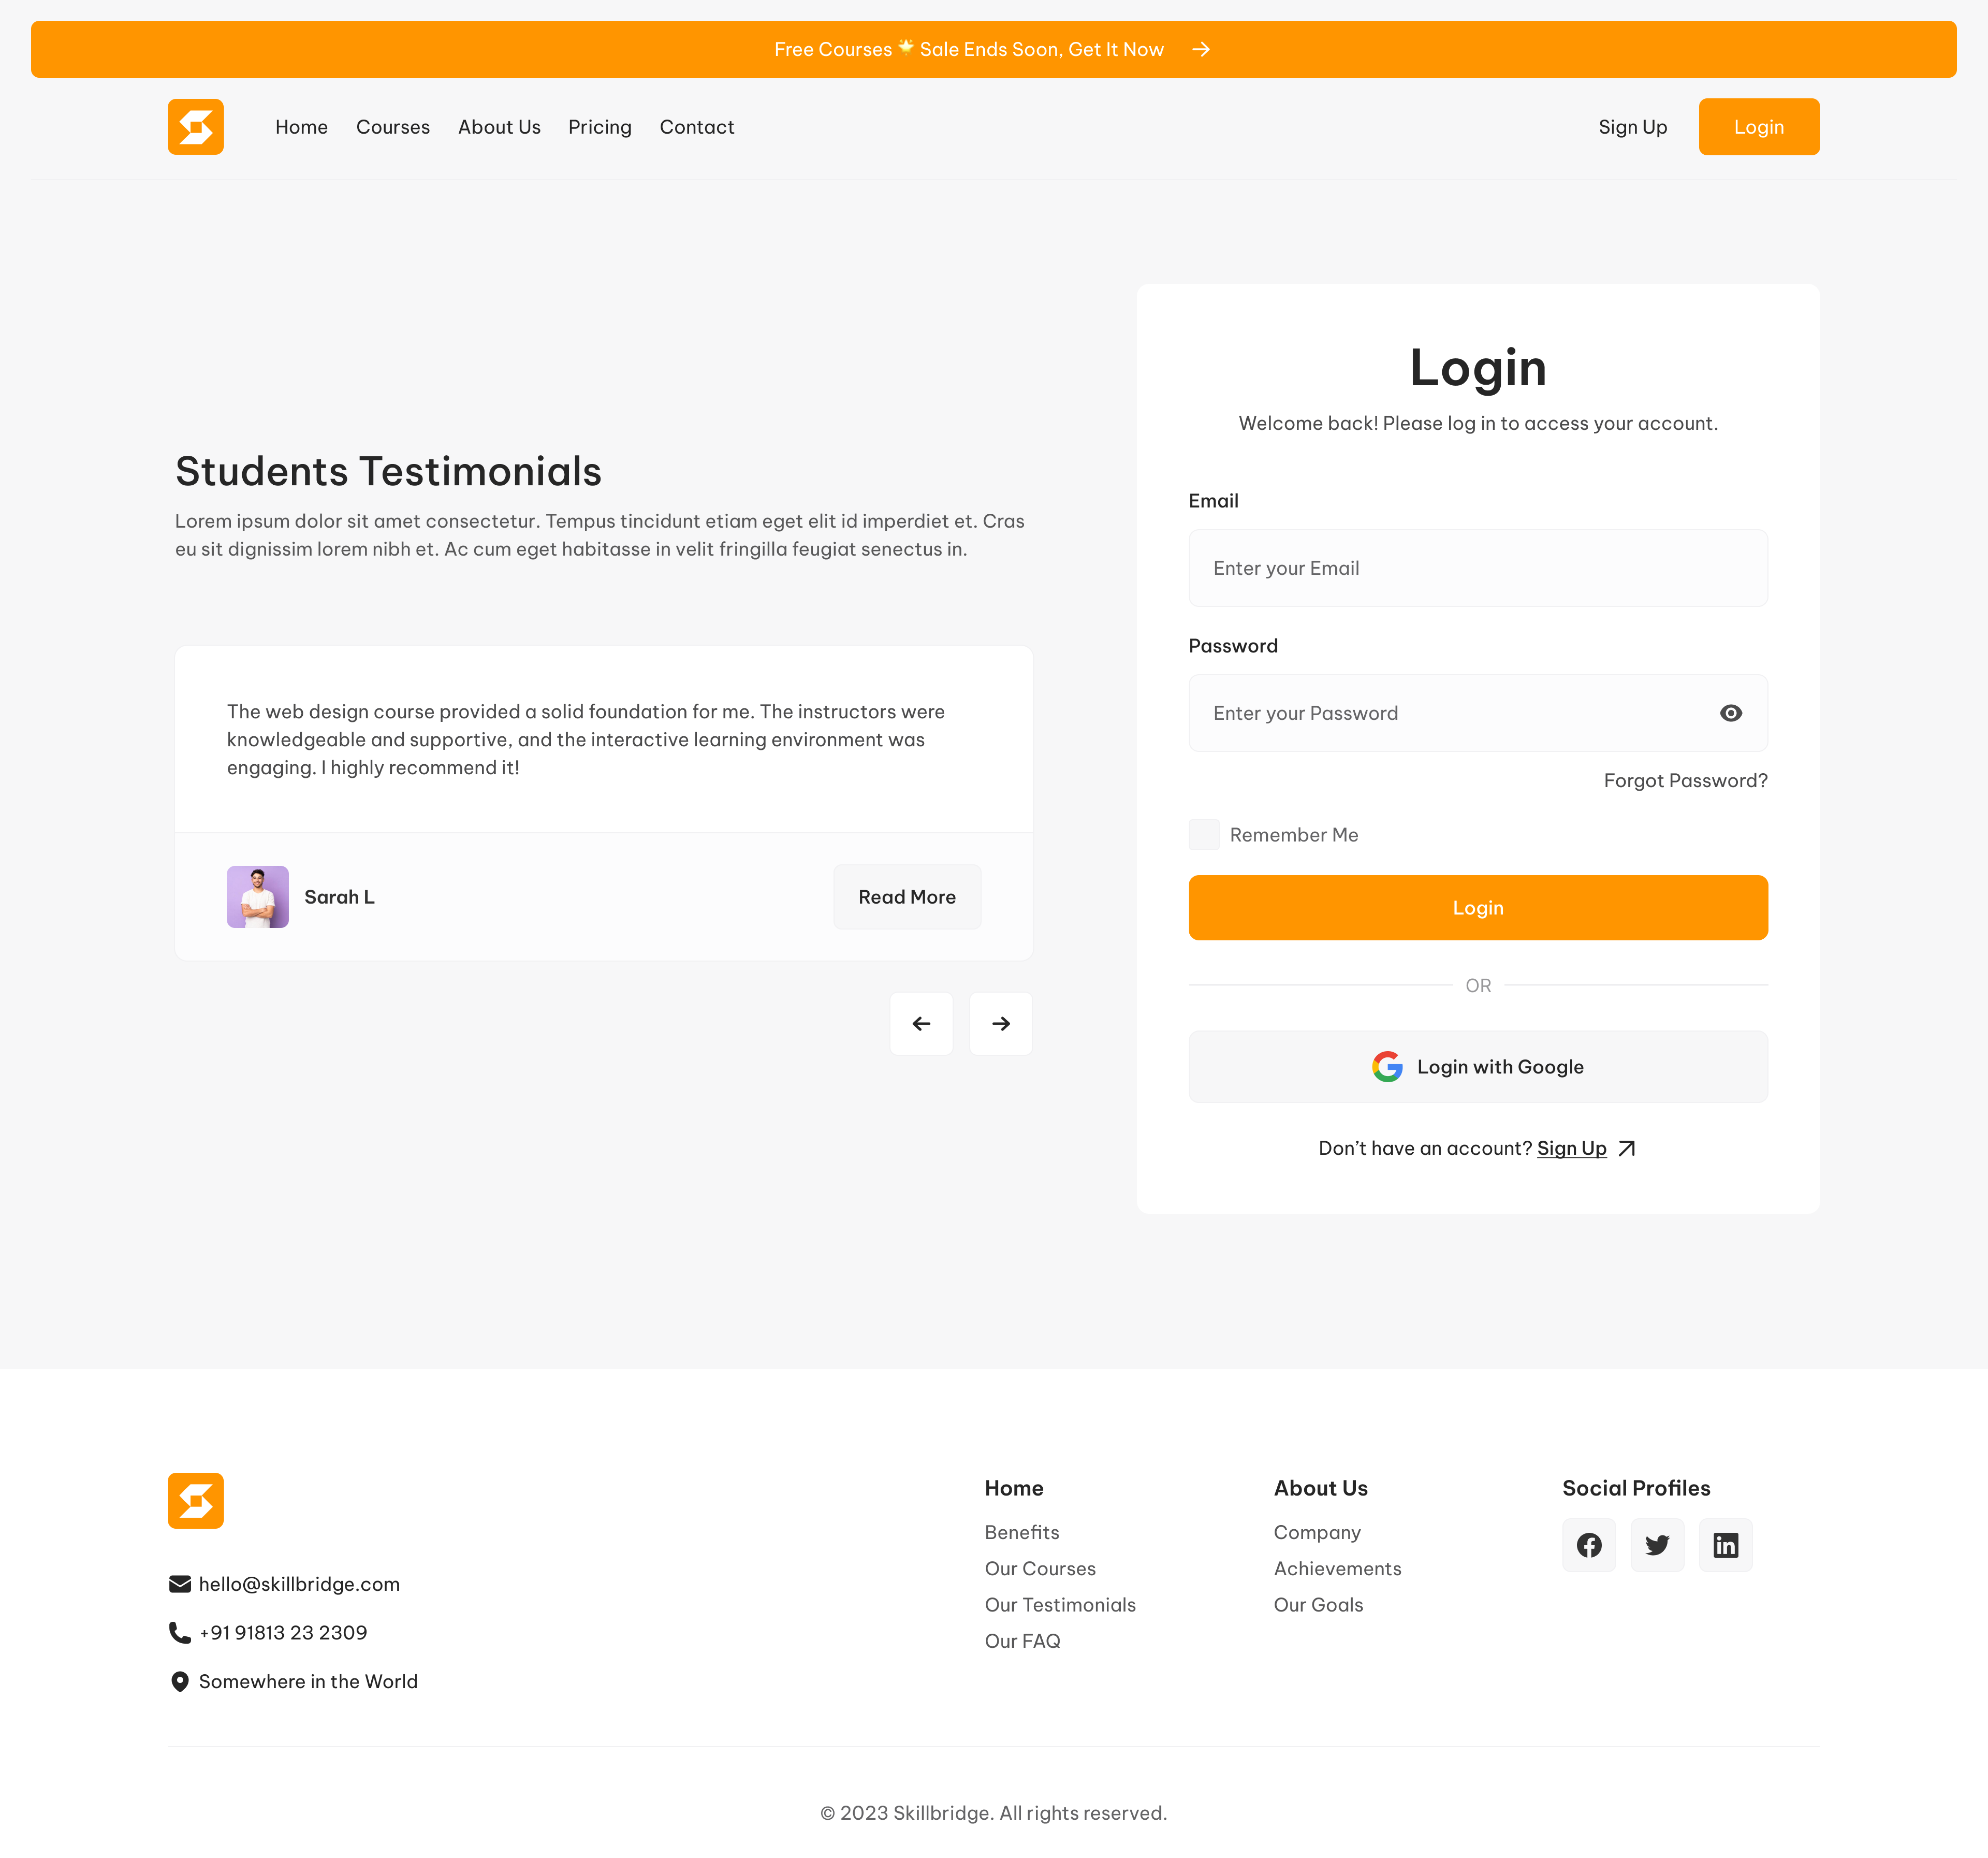 Free Courses 🌟 Sale Ends Soon, Get It Now
Home
Courses
About Us
Pricing
Contact
Sign Up
Login
Students Testimonials
Lorem ipsum dolor sit amet consectetur. Tempus tincidunt etiam eget elit id imperdiet et. Cras
eu sit dignissim lorem nibh et. Ac cum eget habitasse in velit fringilla feugiat senectus in.
The web design course provided a solid foundation for me. The instructors were
knowledgeable and supportive, and the interactive learning environment was
engaging. I highly recommend it!
Sarah L
Read More
Login
Welcome back! Please log in to access your account.
Email
Enter your Email
Password
Enter your Password
Forgot Password?
Remember Me
Login
OR
Login with Google
Don’t have an account? Sign Up
hello@skillbridge.com
+91 91813 23 2309
Somewhere in the World
Home
Benefits
Our Courses
Our Testimonials
Our FAQ
About Us
Company
Achievements
Our Goals
Social Profiles
© 2023 Skillbridge. All rights reserved.